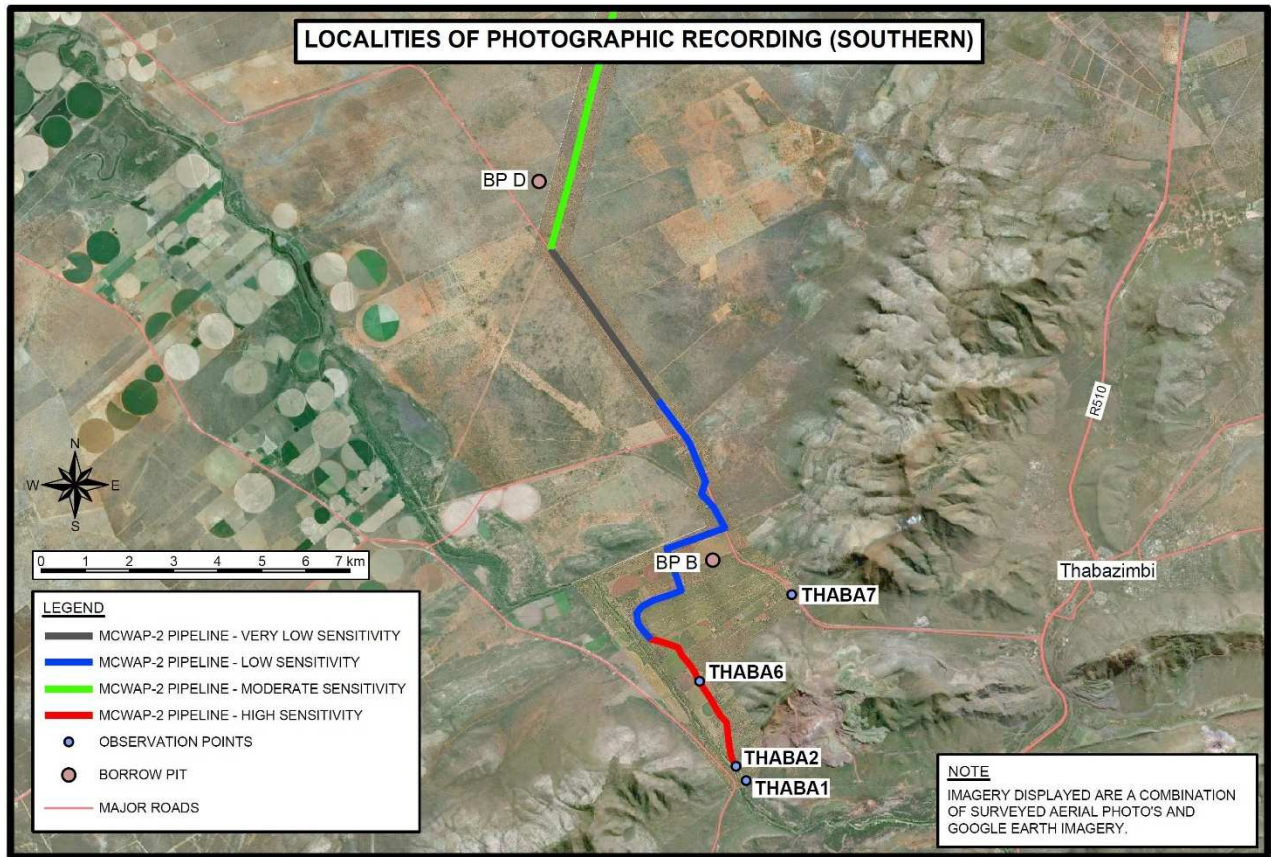 LOCALITIES OF PHOTOGRAPHIC RECORDING (SOUTHERN)
BP D
R510
N
W E
S
0 1 2 3 4 5 6 7 km
BP B
Thabazimbi
THABA7
LEGEND
MCWAP-2 PIPELINE - VERY LOW SENSITIVITY
MCWAP-2 PIPELINE - LOW SENSITIVITY
MCWAP-2 PIPELINE - MODERATE SENSITIVITY
MCWAP-2 PIPELINE - HIGH SENSITIVITY
OBSERVATION POINTS
BORROW PIT
MAJOR ROADS
THABA6
THABA2
THABA1
NOTE
IMAGERY DISPLAYED ARE A COMBINATION
OF SURVEYED AERIAL PHOTO'S AND
GOOGLE EARTH IMAGERY.